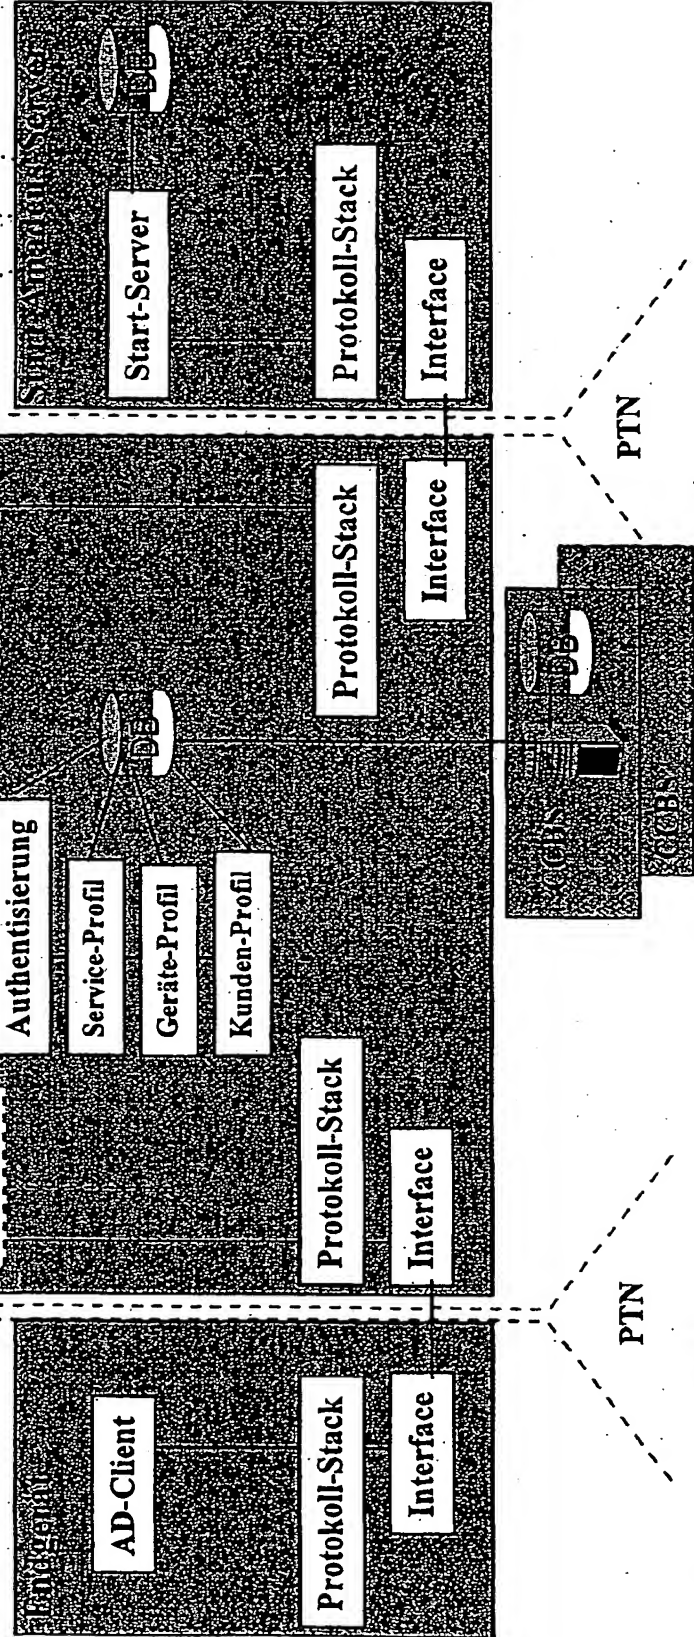 Endgerät
AD-Client
Protokoll-Stack
Interface
PTN
Authentisierung
Service-Profil
Geräte-Profil
Kunden-Profil
DB
Protokoll-Stack
Interface
Protokoll-Stack
Interface
CCBS
DB
CCBS
Server
Start-Server
DB
Protokoll-Stack
Interface
PTN